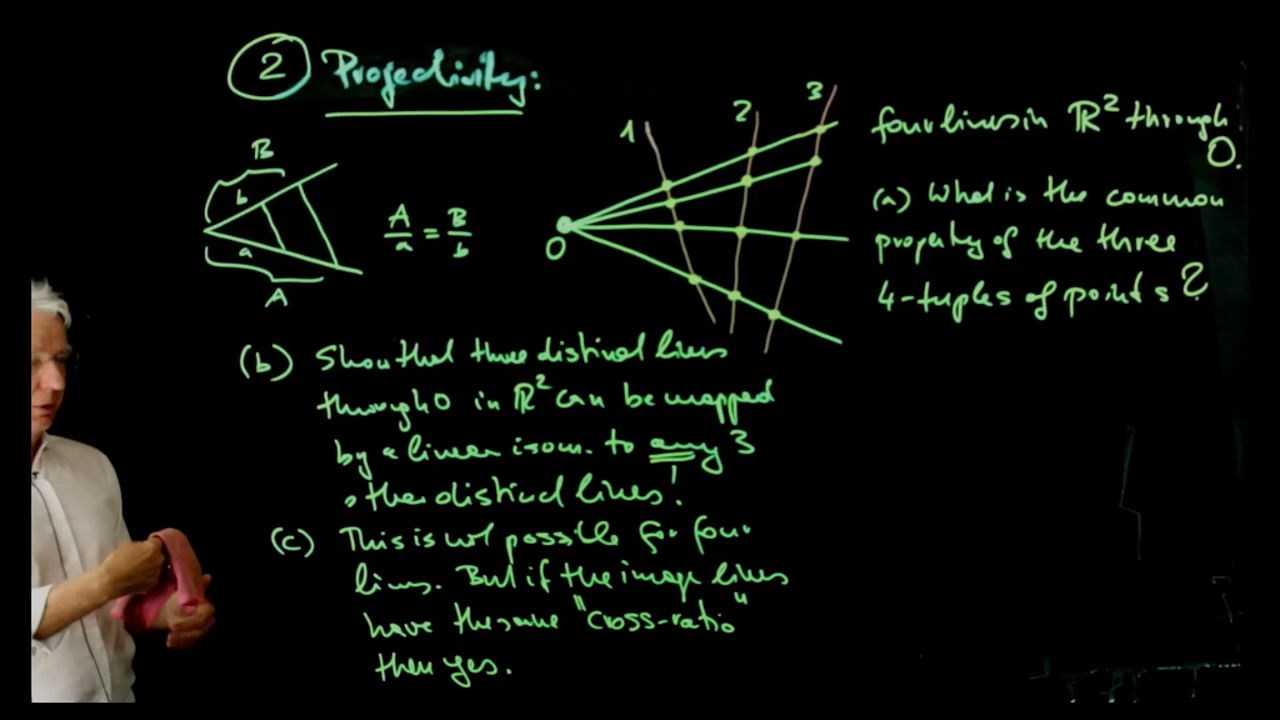 2 Projectivity:
B
b
a
A
A/a = B/b
1
2
3
O
four lines in ℝ² through
O.
(a) What is the common
property of the three
4-tuples of points?
(b) Show that three distinct lines
through O in ℝ² can be mapped
by a linear isom. to any 3
other distinct lines!
(c) This is not possible for four
lines. But if the image lines
have the same "cross-ratio"
then yes.